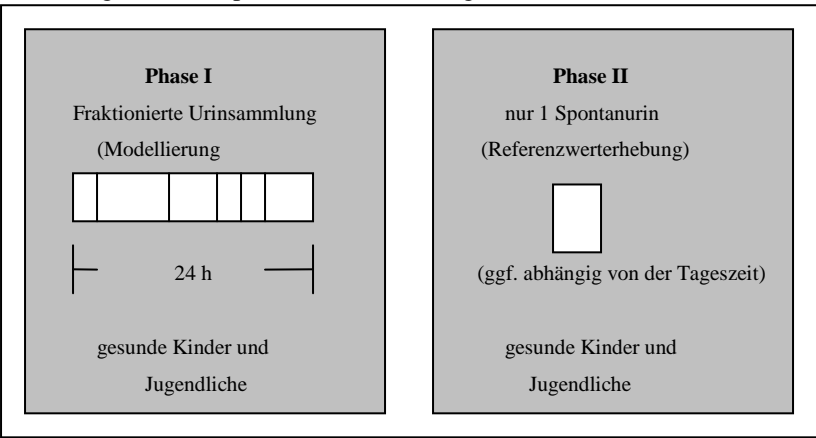 Phase I
Fraktionierte Urinsammlung
(Modellierung
24 h
gesunde Kinder und
Jugendliche
Phase II
nur 1 Spontanurin
(Referenzwerterhebung)
(ggf. abhängig von der Tageszeit)
gesunde Kinder und
Jugendliche